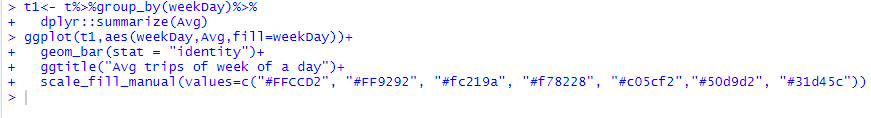 > t1<- t%>%group_by(weekDay)%>%
+   dplyr::summarize(Avg)
> ggplot(t1,aes(weekDay,Avg,fill=weekDay))+
+   geom_bar(stat = "identity")+
+   ggtitle("Avg trips of week of a day")+
+   scale_fill_manual(values=c("#FFCCD2", "#FF9292", "#fc219a", "#f78228", "#c05cf2","#50d9d2", "#31d45c"))
>